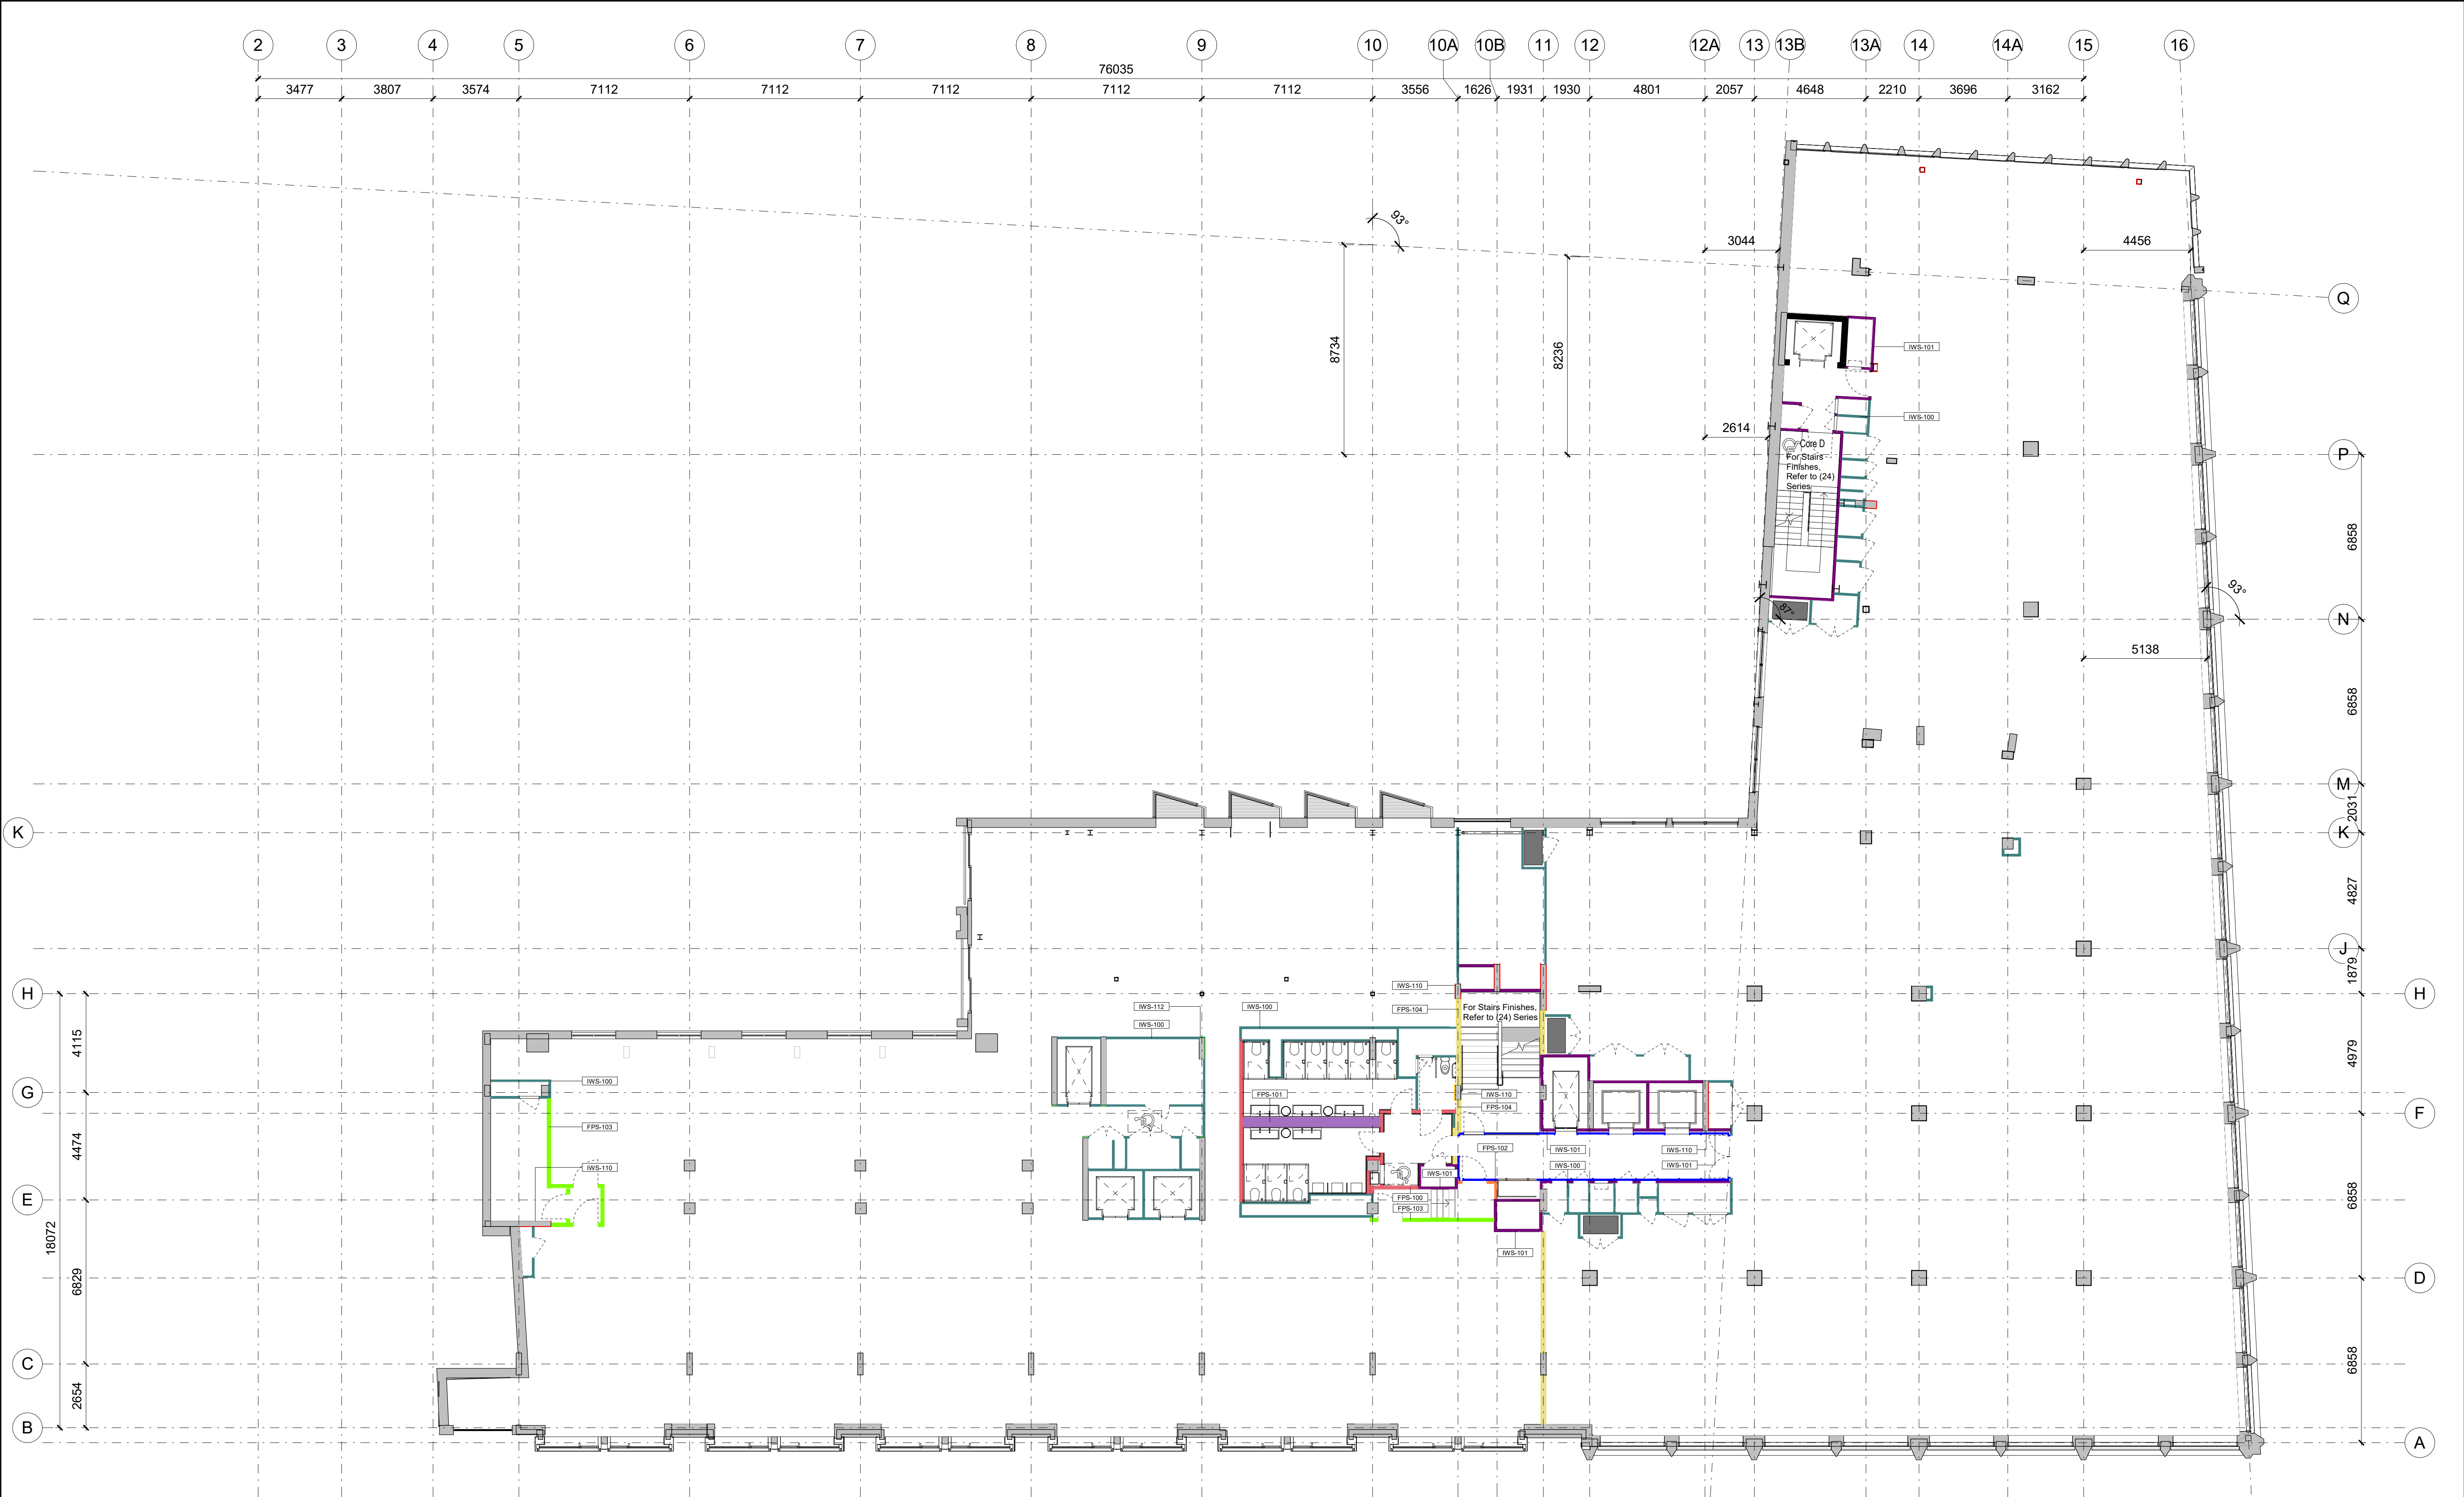 2 3 4 5 6 7 8 9 10 10A 10B 11 12 12A 13 13B 13A 14 14A 15 16
76035
3477 3807 3574 7112 7112 7112 7112 7112 3556 1626 1931 1930 4801 2057 4648 2210 3696 3162
93°
3044
4456
Q
8734
8236
IWS-101
IWS-100
2614
Core D
For Stairs
Finishes,
Refer to (24)
Series
P
6858
93°
87°
N
5138
6858
M
2031
K
K
4827
J
1879
H
H
IWS-110
IWS-112
IWS-100
FPS-104
For Stairs Finishes,
Refer to (24) Series
IWS-100
4115
4979
IWS-100
G
FPS-101
IWS-110
FPS-104
F
FPS-103
4474
FPS-102
IWS-101
IWS-110
IWS-110
IWS-101
IWS-100
IWS-101
E
FPS-100
FPS-103
6858
18072
IWS-101
6829
D
C
6858
2654
B
A